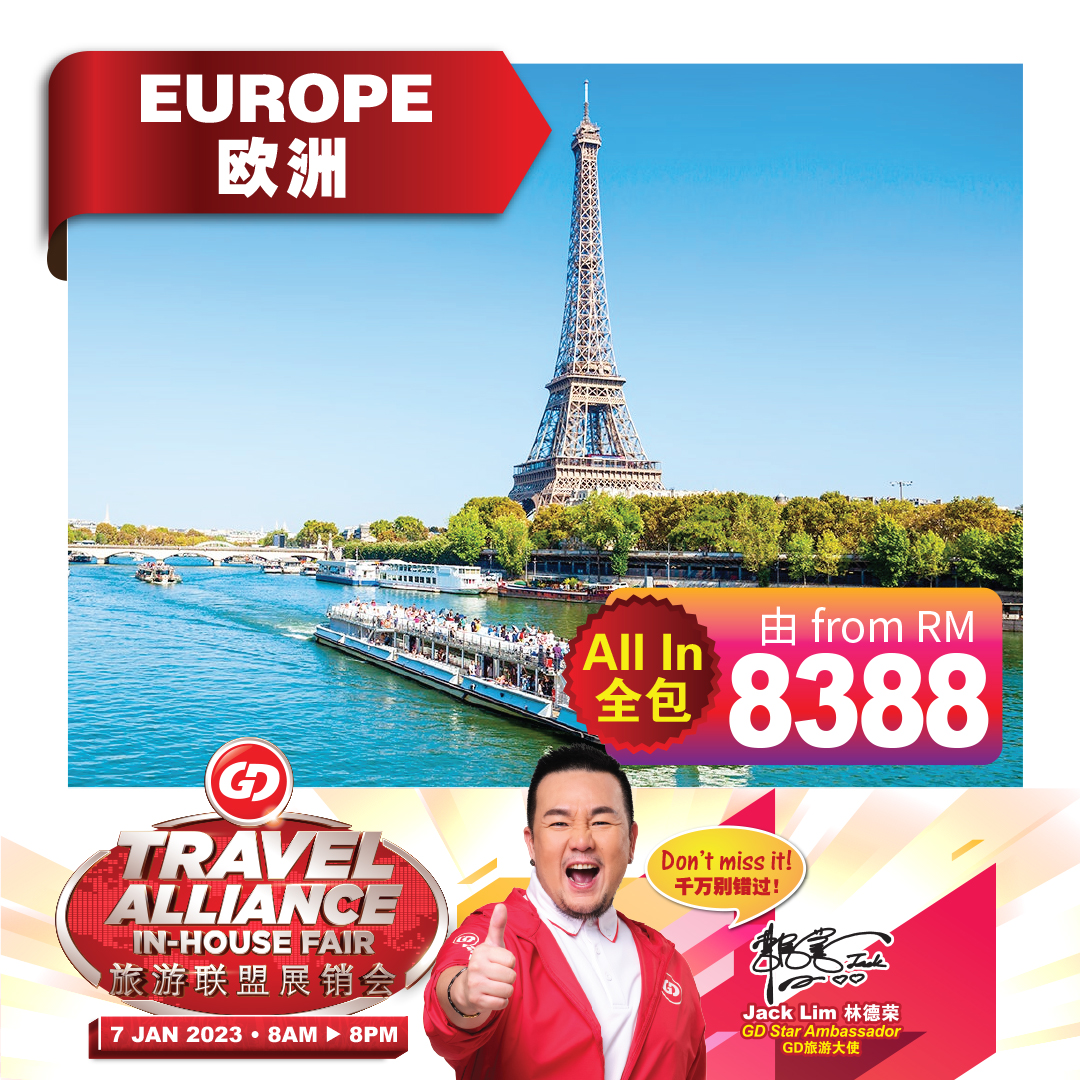 EUROPE
欧洲
All In
全包
由 from RM
8388
GD
TRAVEL
ALLIANCE
IN-HOUSE FAIR
旅游联盟展销会
7 JAN 2023 • 8AM ▶ 8PM
GD
GD
Don't miss it!
千万别错过！
Jack Lim 林德荣
GD Star Ambassador
GD旅游大使